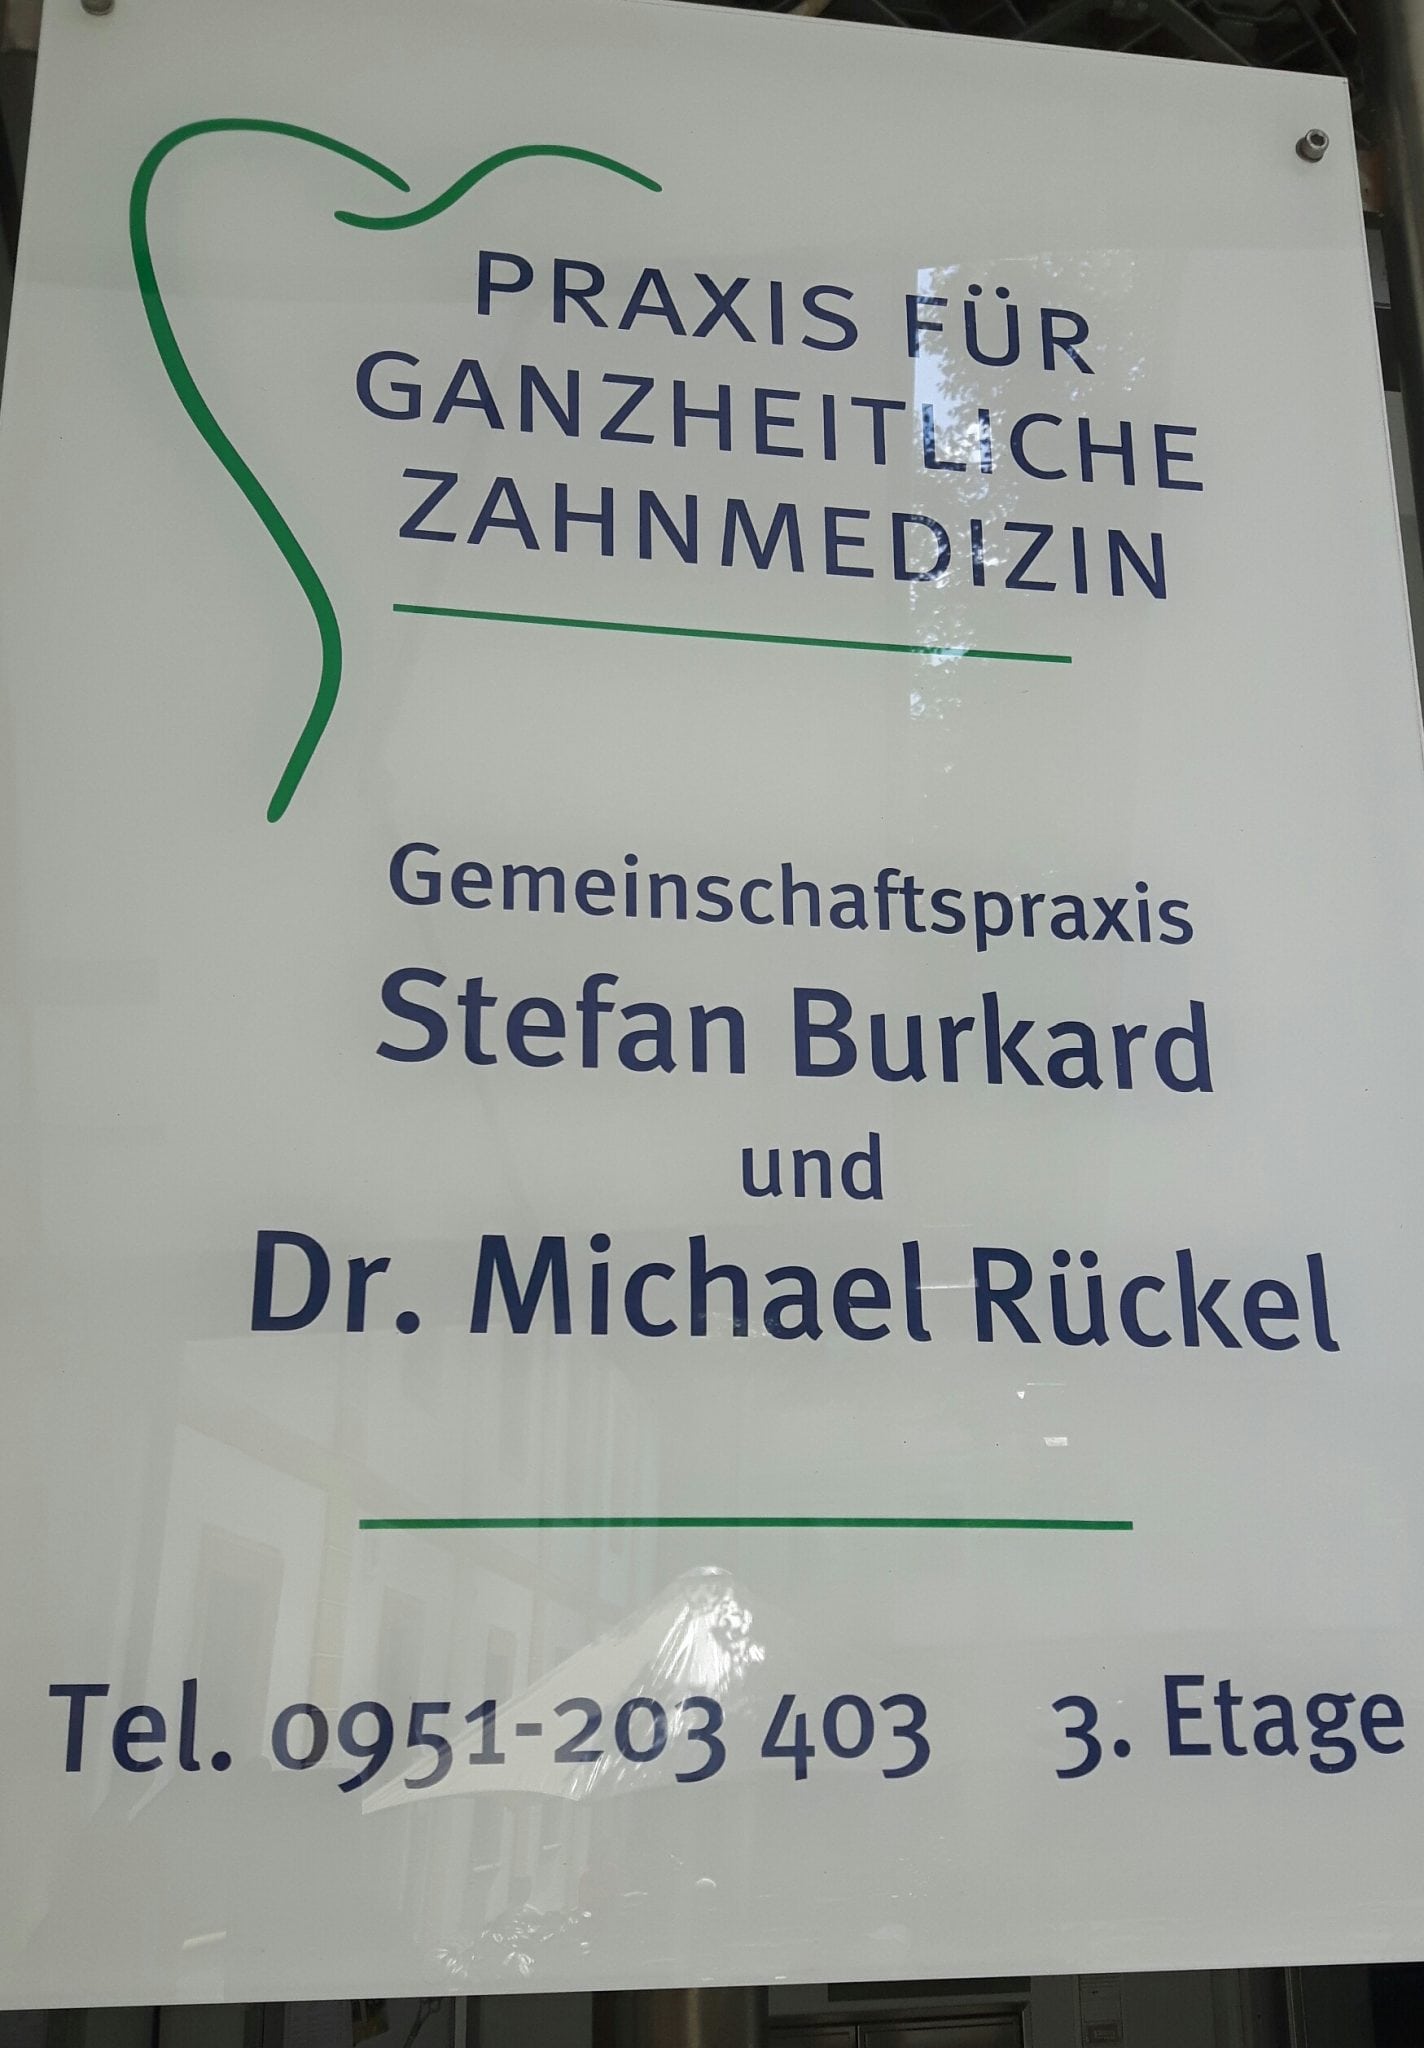 PRAXIS FÜR
GANZHEITLICHE
ZAHNMEDIZIN
Gemeinschaftspraxis
Stefan Burkard
und
Dr. Michael Rückel
Tel. 0951-203 403 3. Etage